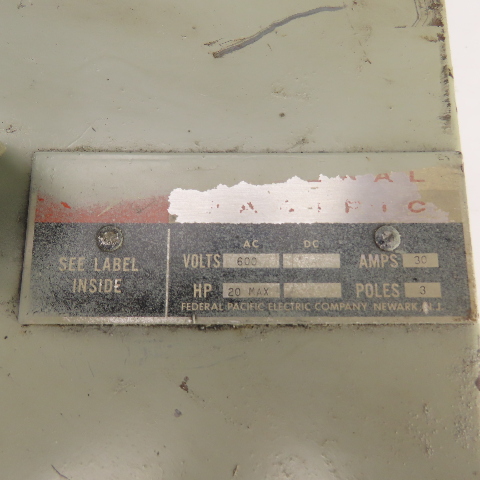 PACIFIC
AC DC
SEE LABEL
INSIDE
VOLTS 600 AMPS 30
HP 20 MAX POLES 3
FEDERAL PACIFIC ELECTRIC COMPANY NEWARK N.J.